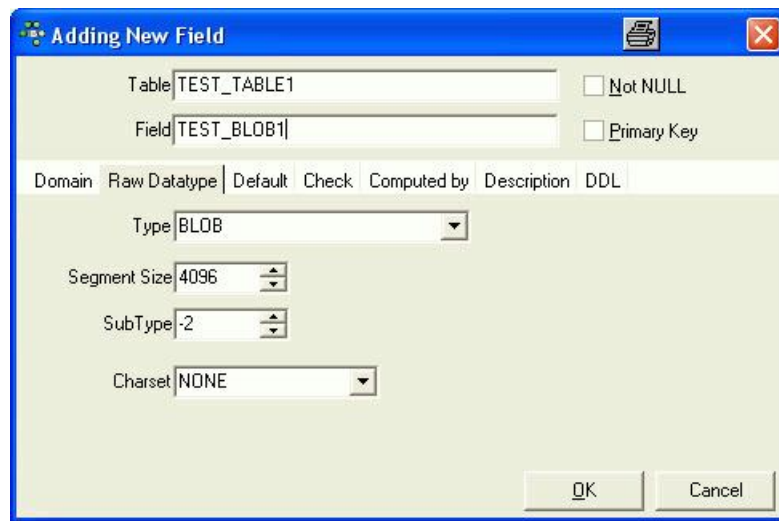 Adding New Field
Table TEST_TABLE1 Not NULL
Field TEST_BLOB1 Primary Key
Domain Raw Datatype Default Check Computed by Description DDL
Type BLOB
Segment Size 4096
SubType -2
Charset NONE
OK Cancel